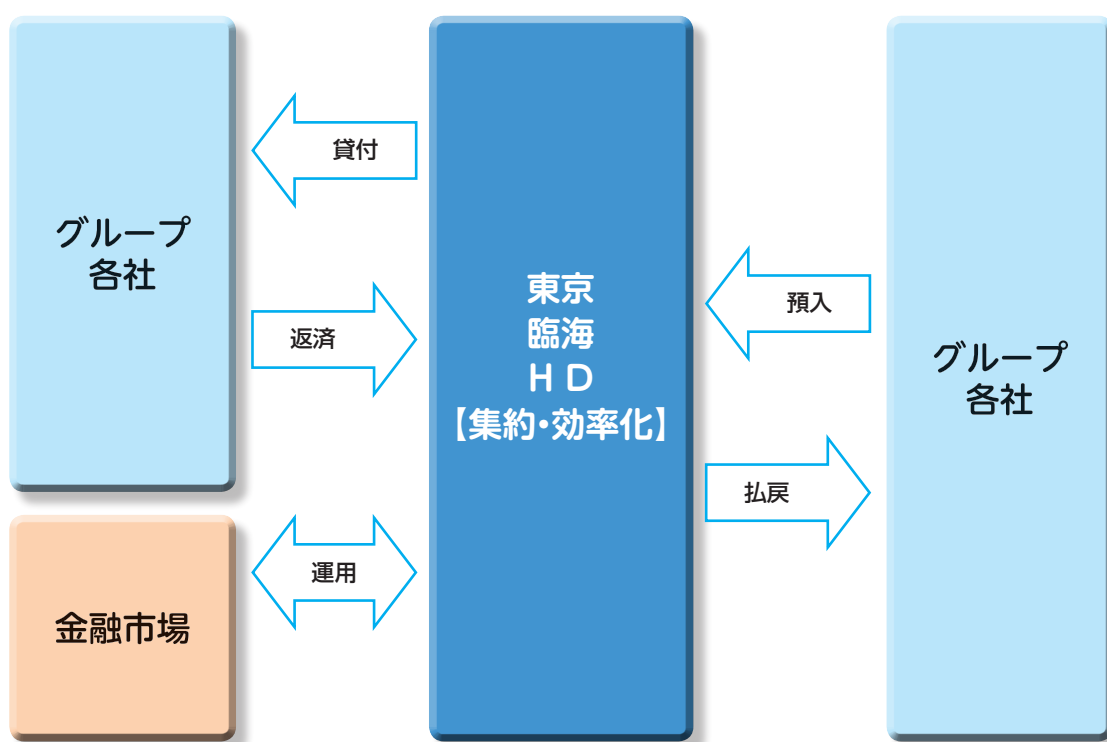 グループ
各社
貸付
返済
運用
金融市場
東京
臨海
ＨＤ
【集約・効率化】
預入
払戻
グループ
各社